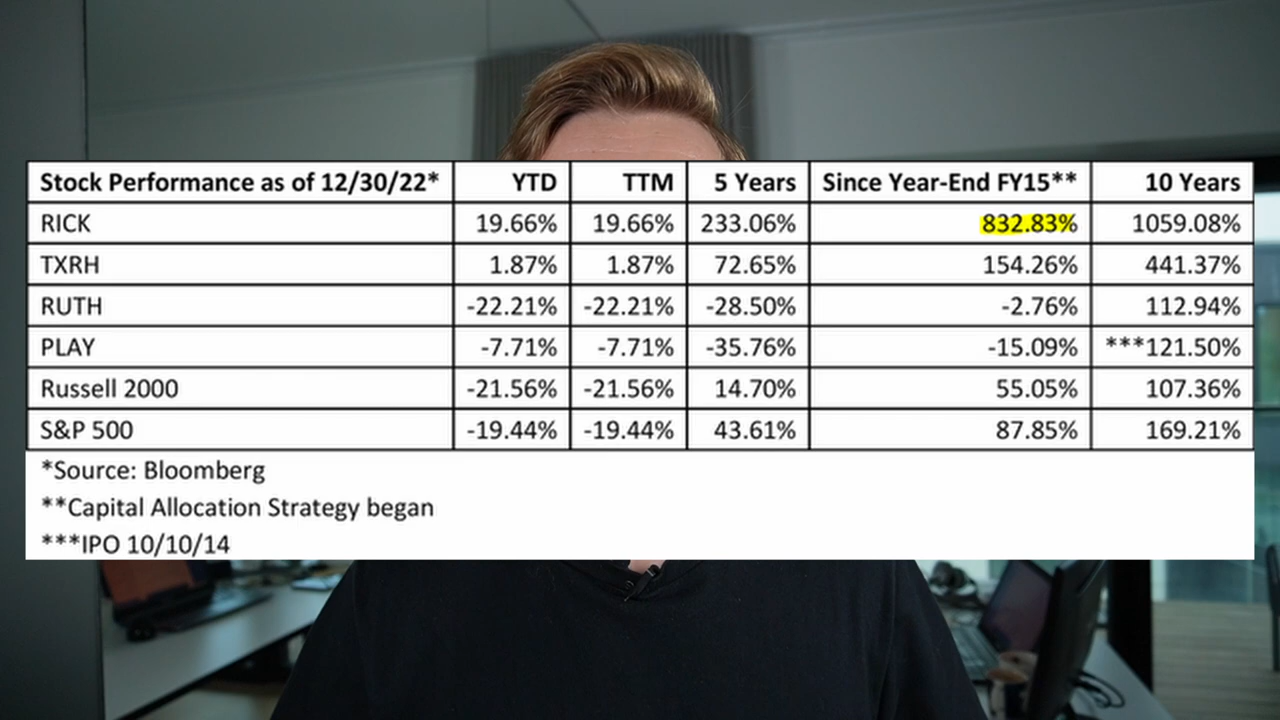 Stock Performance as of 12/30/22* YTD TTM 5 Years Since Year-End FY15** 10 Years
RICK 19.66% 19.66% 233.06% 832.83% 1059.08%
TXRH 1.87% 1.87% 72.65% 154.26% 441.37%
RUTH -22.21% -22.21% -28.50% -2.76% 112.94%
PLAY -7.71% -7.71% -35.76% -15.09% ***121.50%
Russell 2000 -21.56% -21.56% 14.70% 55.05% 107.36%
S&P 500 -19.44% -19.44% 43.61% 87.85% 169.21%
*Source: Bloomberg
**Capital Allocation Strategy began
***IPO 10/10/14